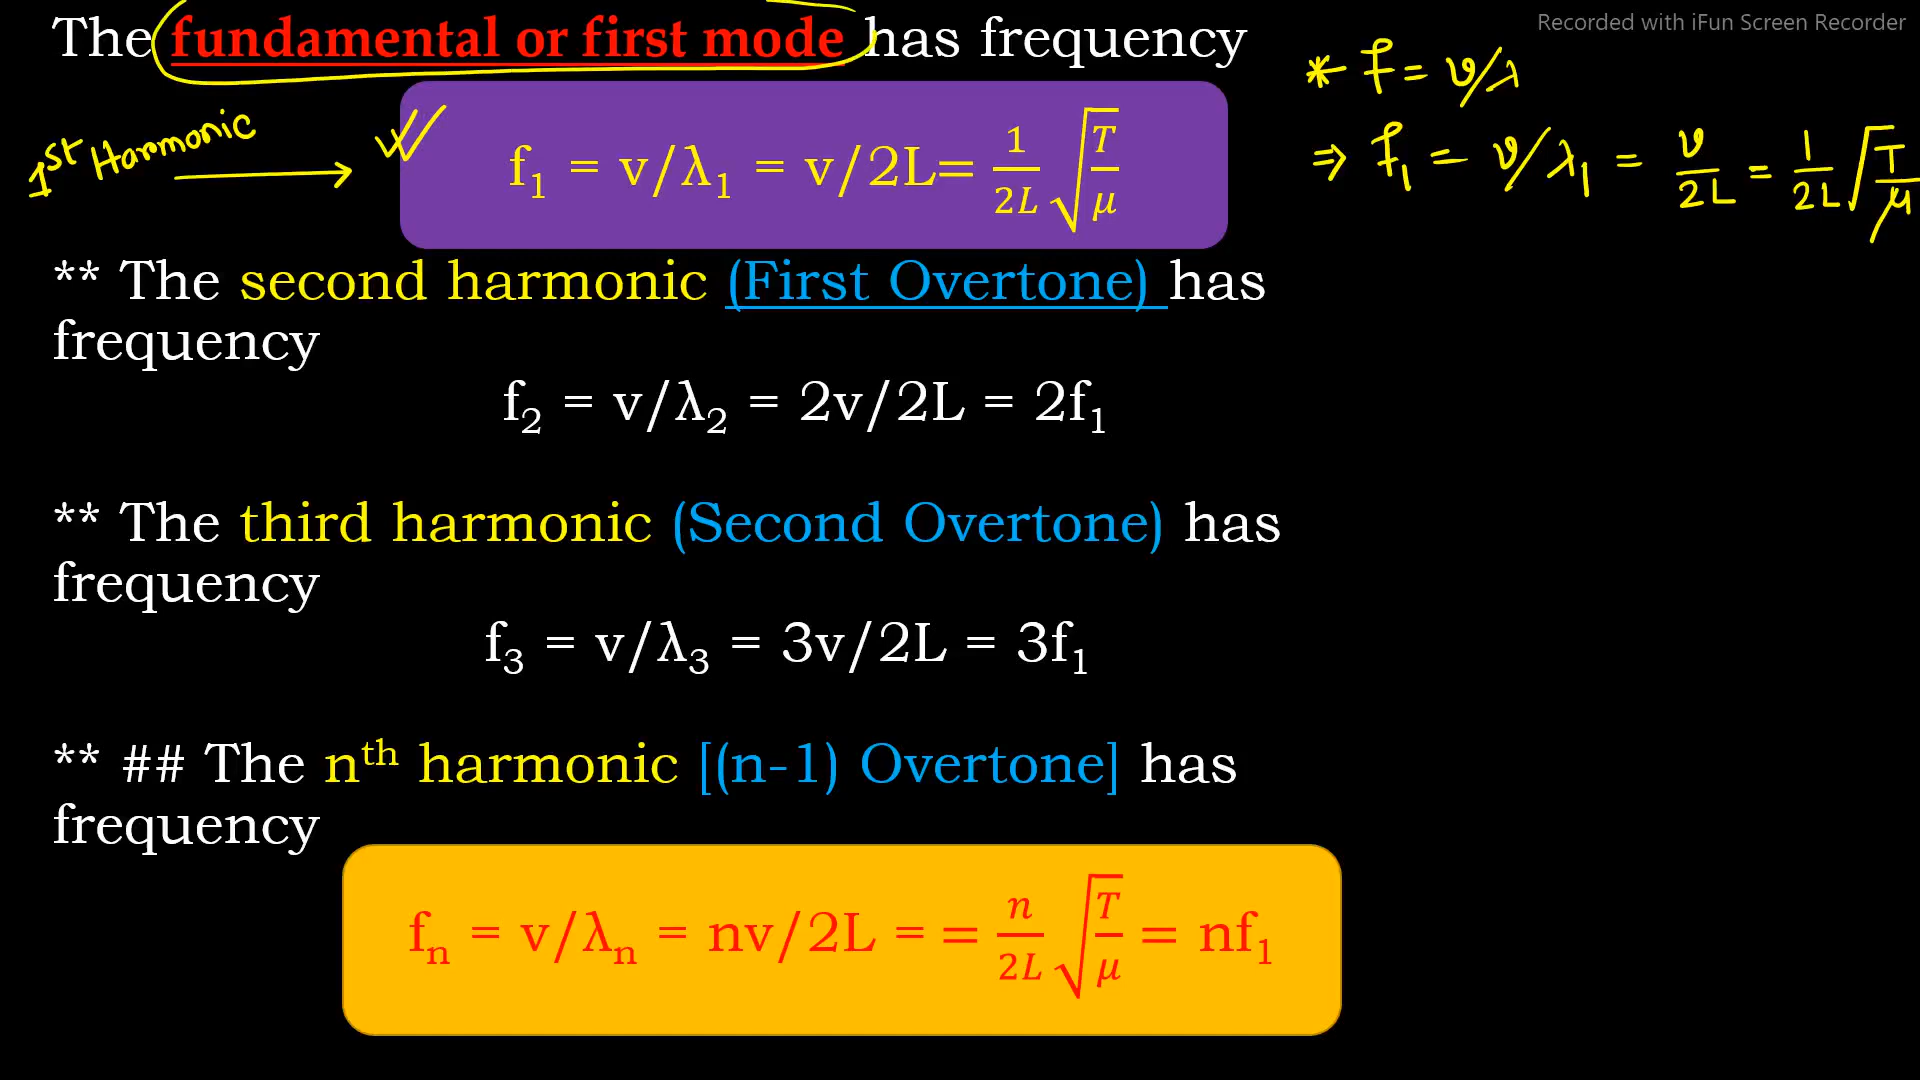 Recorded with iFun Screen Recorder
The fundamental or first mode has frequency
* f = v/λ
1st Harmonic
f₁ = v/λ₁ = v/2L= 1/2L √T/μ
⇒ f₁ = v/λ₁ = v/2L = 1/2L √T/μ
** The second harmonic (First Overtone) has
frequency
f₂ = v/λ₂ = 2v/2L = 2f₁
** The third harmonic (Second Overtone) has
frequency
f₃ = v/λ₃ = 3v/2L = 3f₁
** ## The nᵗʰ harmonic [(n-1) Overtone] has
frequency
fₙ = v/λₙ = nv/2L = = n/2L √T/μ = nf₁